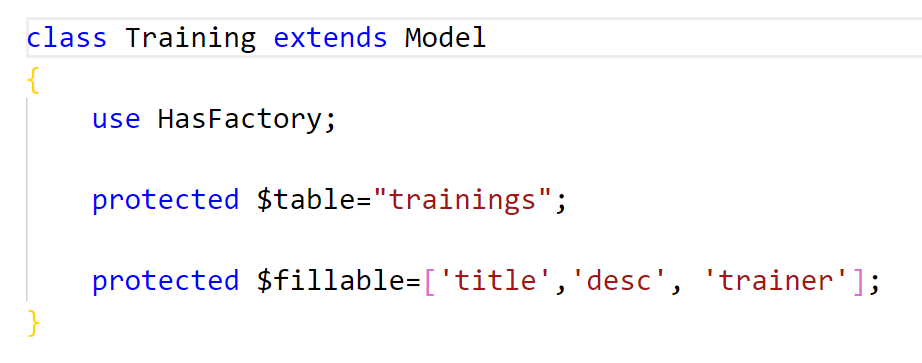 class Training extends Model
{
use HasFactory;
protected $table="trainings";
protected $fillable=['title','desc', 'trainer'];
}